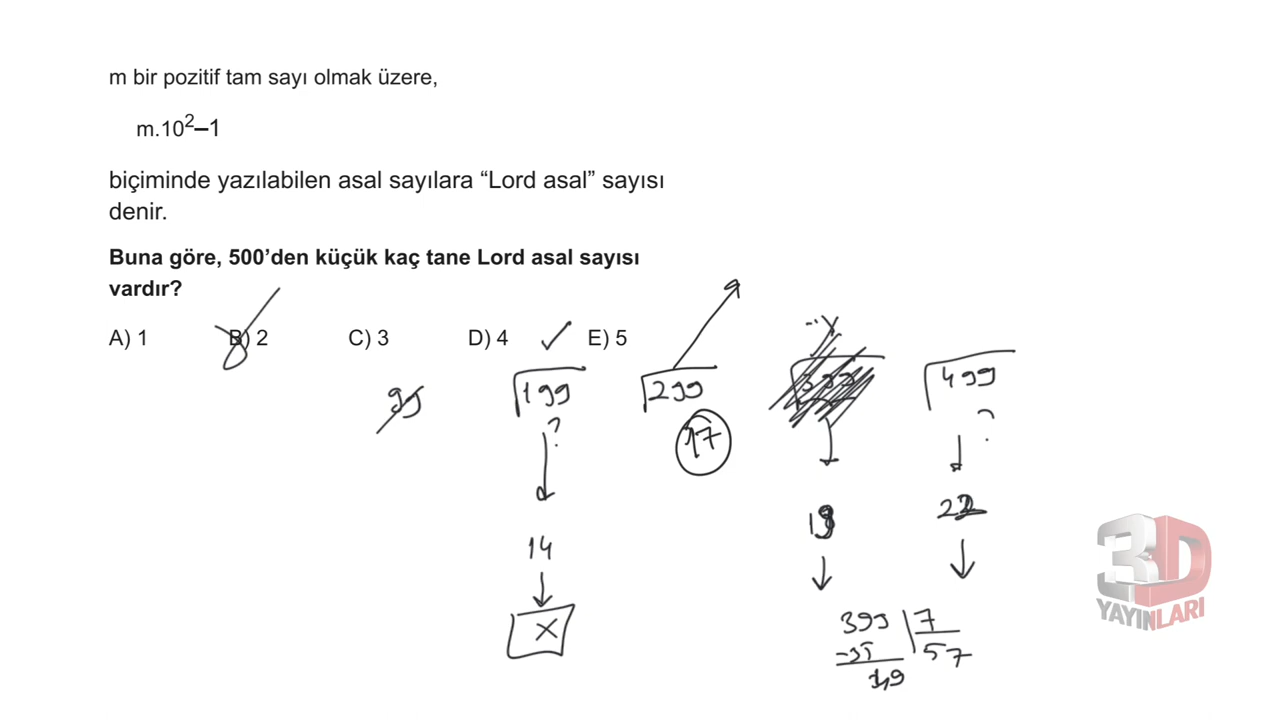 m bir pozitif tam sayı olmak üzere,
m.10²–1
biçiminde yazılabilen asal sayılara “Lord asal” sayısı
denir.
Buna göre, 500’den küçük kaç tane Lord asal sayısı
vardır?
A) 1 B) 2 C) 3 D) 4 E) 5
99 199 299 399 499
? 17 ?
14 19 22
X
399 7
-35 57
49
3D
YAYINLARI